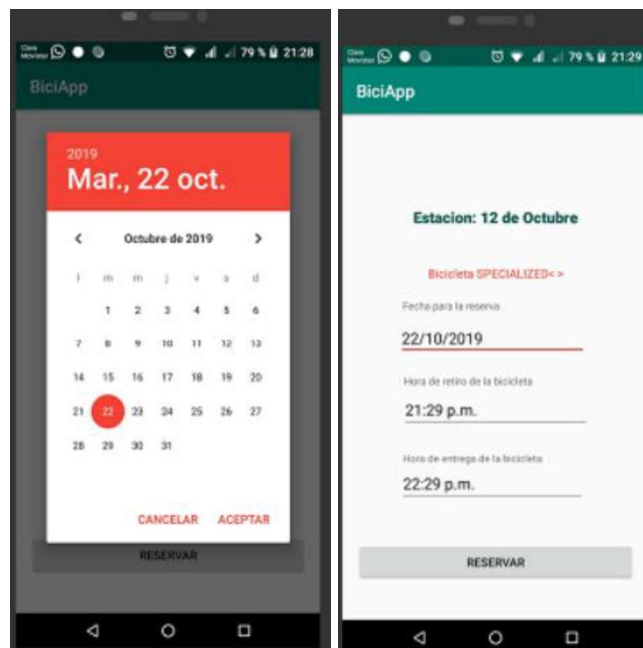 Claro
Movistar
79 % 21:28
BiciApp
2019
Mar., 22 oct.
Octubre de 2019
l m m j v s d
1 2 3 4 5 6
7 8 9 10 11 12 13
14 15 16 17 18 19 20
21 22 23 24 25 26 27
28 29 30 31
CANCELAR ACEPTAR
RESERVAR
Claro
Movistar
79 % 21:29
BiciApp
Estacion: 12 de Octubre
Bicicleta SPECIALIZED< >
Fecha para la reserva
22/10/2019
Hora de retiro de la bicicleta
21:29 p.m.
Hora de entrega de la bicicleta
22:29 p.m.
RESERVAR